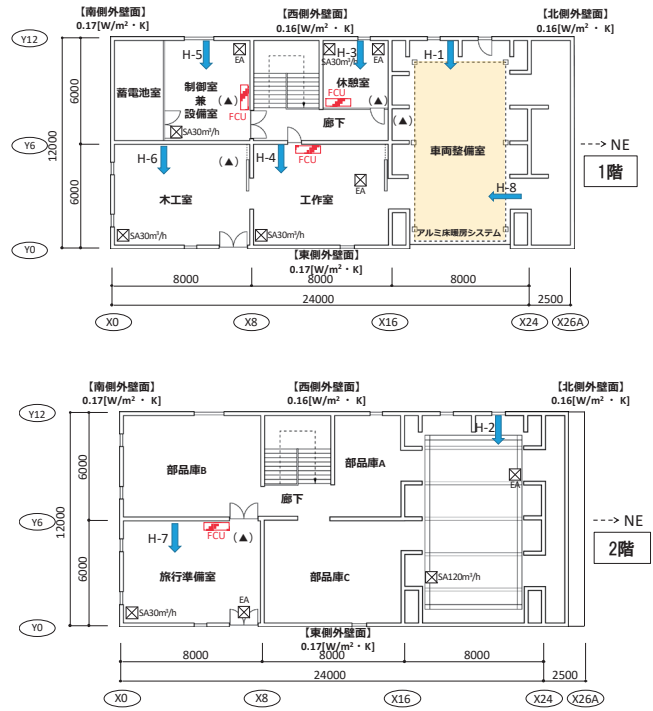 【南側外壁面】
0.17[W/m²・K]
【西側外壁面】
0.16[W/m²・K]
【北側外壁面】
0.16[W/m²・K]
Y12
H-5
EA
H-3
SA30m³/h
H-1
制御室
兼
設備室
(▲)
FCU
蓄電池室
SA30m³/h
休憩室
FCU
(▲)
廊下
(▲)
6000
12000
6000
Y6
車両整備室
NE
1階
H-6
(▲)
H-4
FCU
EA
H-8
木工室
工作室
SA30m³/h
SA30m³/h
アルミ床暖房システム
Y0
【東側外壁面】
0.17[W/m²・K]
8000
8000
8000
24000
2500
X0
X8
X16
X24
X26A
【南側外壁面】
0.17[W/m²・K]
【西側外壁面】
0.16[W/m²・K]
【北側外壁面】
0.16[W/m²・K]
Y12
H-2
部品庫B
部品庫A
EA
廊下
6000
12000
6000
Y6
FCU
(▲)
H-7
NE
2階
旅行準備室
部品庫C
SA120m³/h
EA
SA30m³/h
Y0
【東側外壁面】
0.17[W/m²・K]
8000
8000
8000
24000
2500
X0
X8
X16
X24
X26A